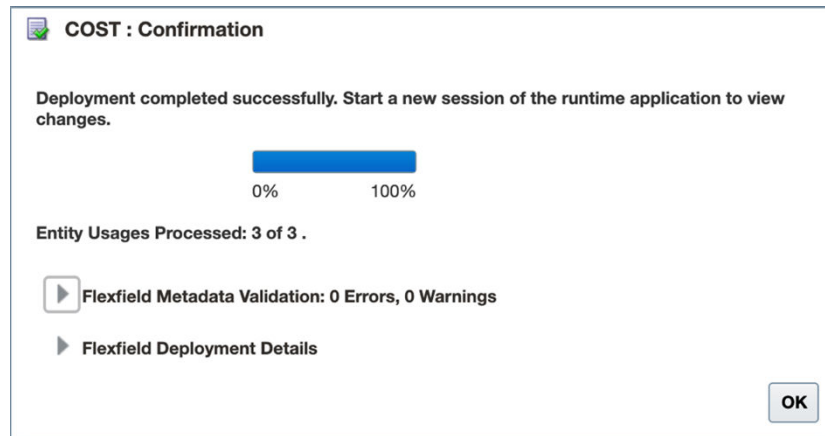 COST : Confirmation
Deployment completed successfully. Start a new session of the runtime application to view
changes.
0% 100%
Entity Usages Processed: 3 of 3 .
Flexfield Metadata Validation: 0 Errors, 0 Warnings
Flexfield Deployment Details
OK